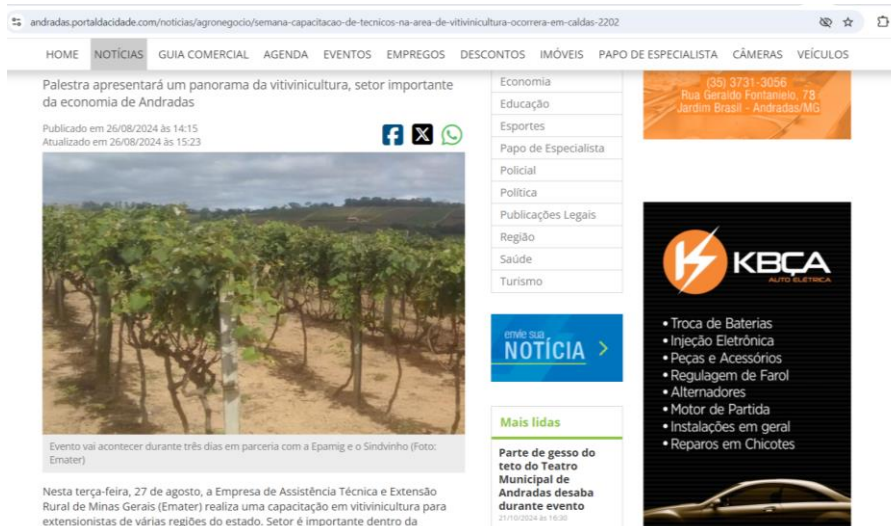 andradas.portaldacidade.com/noticias/agronegocio/semana-capacitacao-de-tecnicos-na-area-de-vitivinicultura-ocorrera-em-caldas-2202
HOME NOTÍCIAS GUIA COMERCIAL AGENDA EVENTOS EMPREGOS DESCONTOS IMÓVEIS PAPO DE ESPECIALISTA CÂMERAS VEÍCULOS
Palestra apresentará um panorama da vitivinicultura, setor importante
da economia de Andradas
Publicado em 26/08/2024 às 14:15
Atualizado em 26/08/2024 às 15:23
Evento vai acontecer durante três dias em parceria com a Epamig e o Sindvinho (Foto:
Emater)
Nesta terça-feira, 27 de agosto, a Empresa de Assistência Técnica e Extensão
Rural de Minas Gerais (Emater) realiza uma capacitação em vitivinicultura para
extensionistas de várias regiões do estado. Setor é importante dentro da
Economia
Educação
Esportes
Papo de Especialista
Policial
Política
Publicações Legais
Região
Saúde
Turismo
envie sua
NOTÍCIA >
Mais lidas
Parte de gesso do
teto do Teatro
Municipal de
Andradas desaba
durante evento
21/10/2024 às 16:30
(35) 3731-3056
Rua Geraldo Fontanielo, 78
Jardim Brasil - Andradas/MG
KBÇA
AUTO ELÉTRICA
• Troca de Baterias
• Injeção Eletrônica
• Peças e Acessórios
• Regulagem de Farol
• Alternadores
• Motor de Partida
• Instalações em geral
• Reparos em Chicotes